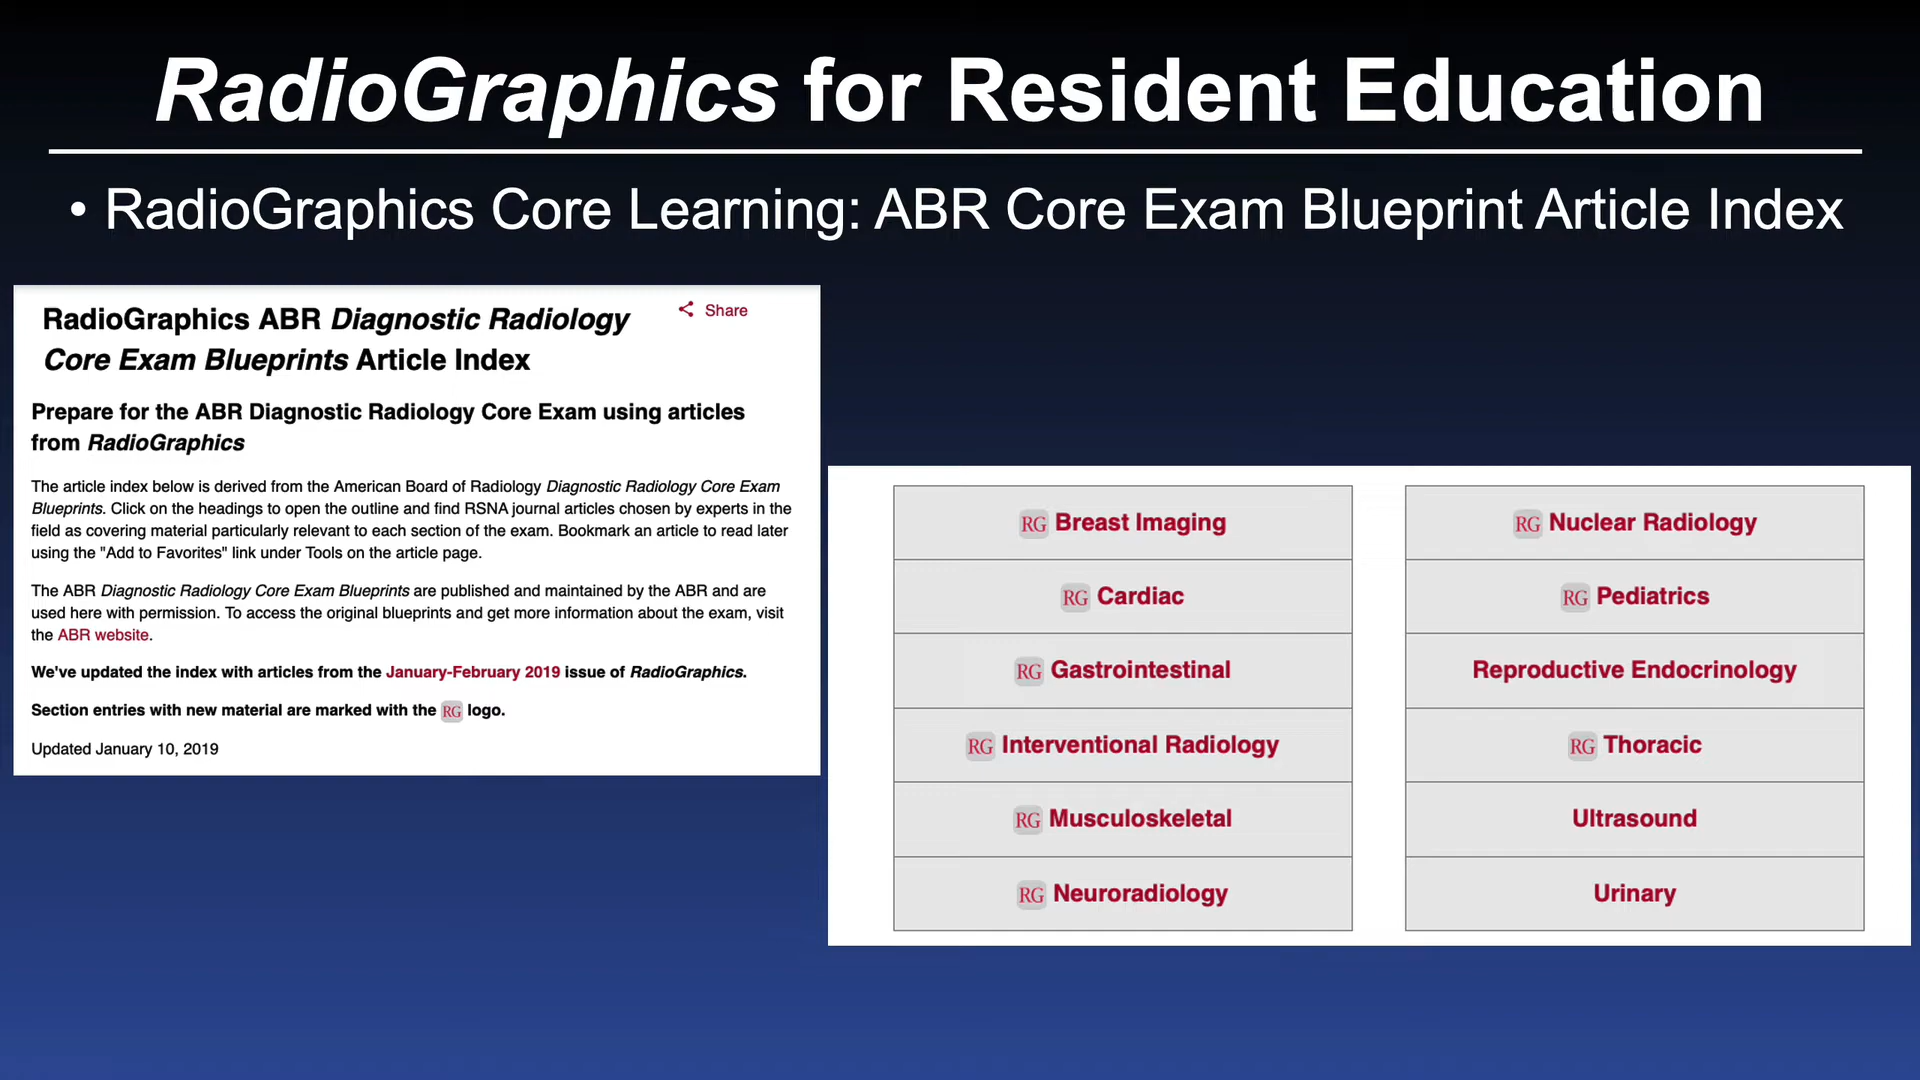 RadioGraphics for Resident Education
• RadioGraphics Core Learning: ABR Core Exam Blueprint Article Index
RadioGraphics ABR Diagnostic Radiology
Core Exam Blueprints Article Index
Share
Prepare for the ABR Diagnostic Radiology Core Exam using articles
from RadioGraphics
The article index below is derived from the American Board of Radiology Diagnostic Radiology Core Exam
Blueprints. Click on the headings to open the outline and find RSNA journal articles chosen by experts in the
field as covering material particularly relevant to each section of the exam. Bookmark an article to read later
using the "Add to Favorites" link under Tools on the article page.
The ABR Diagnostic Radiology Core Exam Blueprints are published and maintained by the ABR and are
used here with permission. To access the original blueprints and get more information about the exam, visit
the ABR website.
We've updated the index with articles from the January-February 2019 issue of RadioGraphics.
Section entries with new material are marked with the RG logo.
Updated January 10, 2019
RG Breast Imaging
RG Cardiac
RG Gastrointestinal
RG Interventional Radiology
RG Musculoskeletal
RG Neuroradiology
RG Nuclear Radiology
RG Pediatrics
Reproductive Endocrinology
RG Thoracic
Ultrasound
Urinary